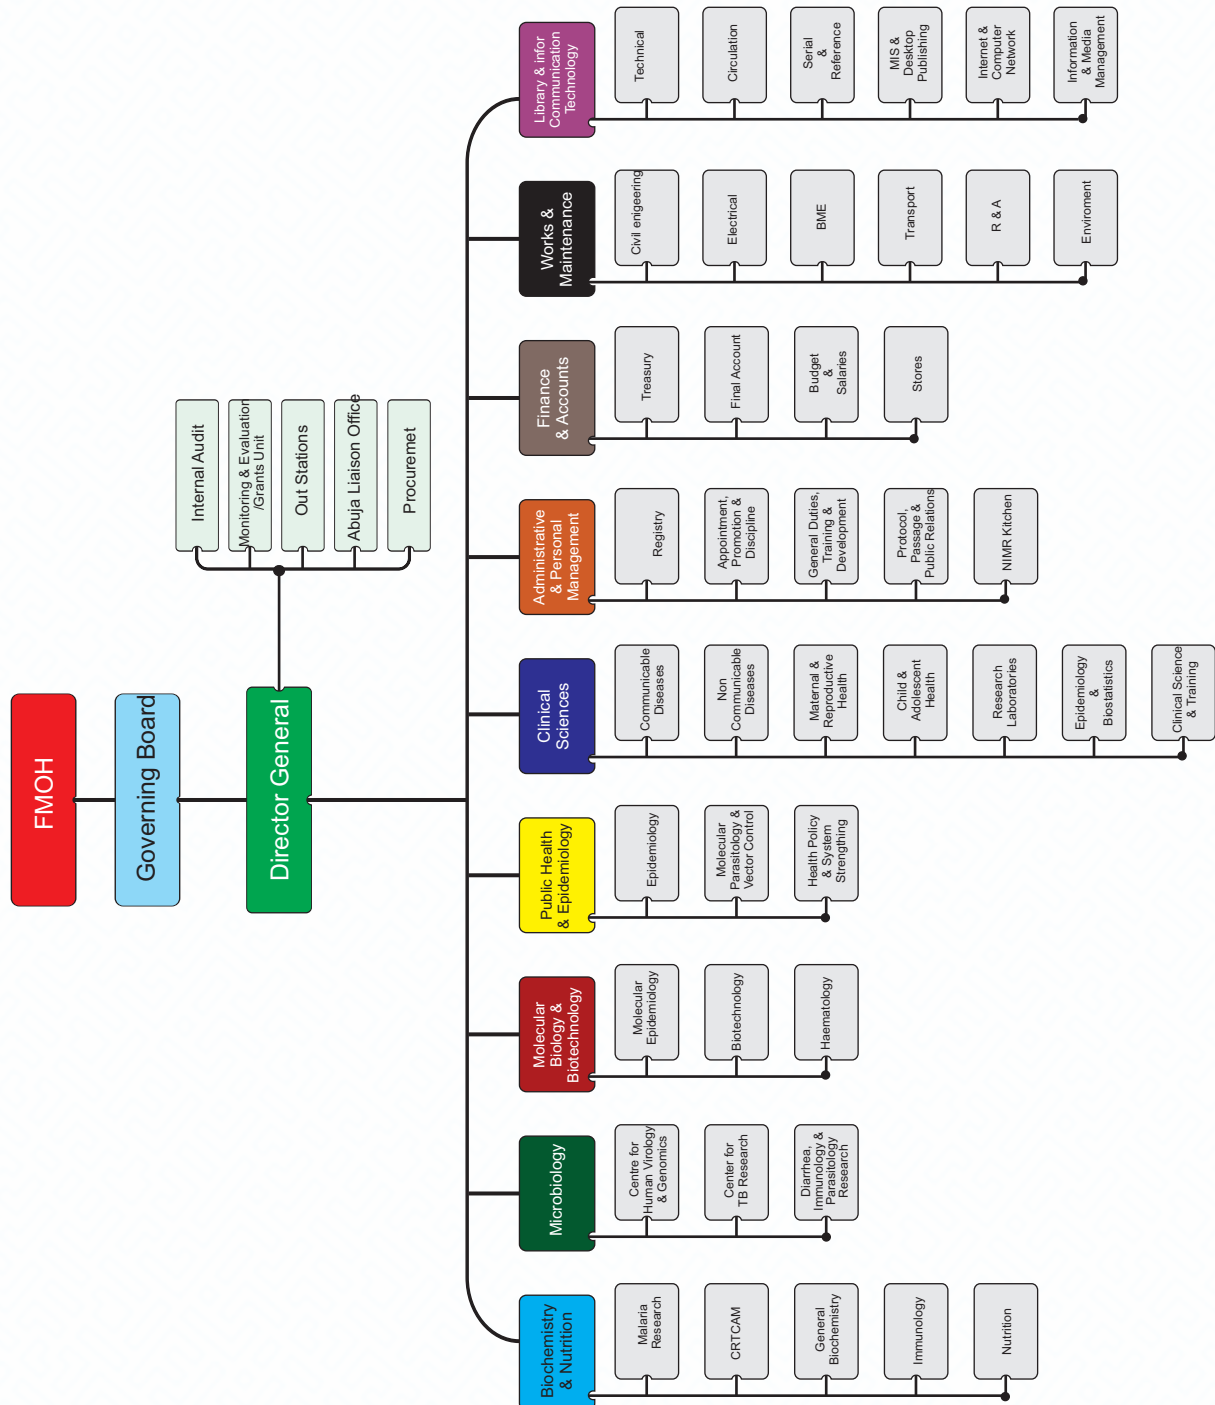 FMOH
Governing Board
Director General
Internal Audit
Monitoring & Evaluation
/Grants Unit
Out Stations
Abuja Liaison Office
Procuremet
Biochemistry
& Nutrition
Malaria
Research
CRTCAM
General
Biochemistry
Immunology
Nutrition
Microbiology
Centre for
Human Virology
& Genomics
Center for
TB Research
Diarrhea,
Immunology &
Parasitology
Research
Molecular
Biology &
Biotechnology
Molecular
Epidemiology
Biotechnology
Haematology
Public Health
& Epidemiology
Epidemiology
Molecular
Parasitology &
Vector Control
Health Policy
& System
Strengthing
Clinical
Sciences
Communicable
Diseases
Non
Communicable
Diseases
Maternal &
Reproductive
Health
Child &
Adolescent
Health
Research
Laboratories
Epidemiology
&
Biostatistics
Clinical Science
& Training
Administrative
& Personal
Management
Registry
Appointment,
Promotion &
Discipline
General Duties,
Training &
Development
Protocol,
Passage &
Public Relations
NIMR Kitchen
Finance
& Accounts
Treasury
Final Account
Budget
&
Salaries
Stores
Works &
Maintenance
Civil enigeering
Electrical
BME
Transport
R & A
Enviroment
Library & infor
Communication
Technology
Technical
Circulation
Serial
&
Reference
MIS &
Desktop
Publishing
Internet &
Computer
Network
Information
& Media
Management